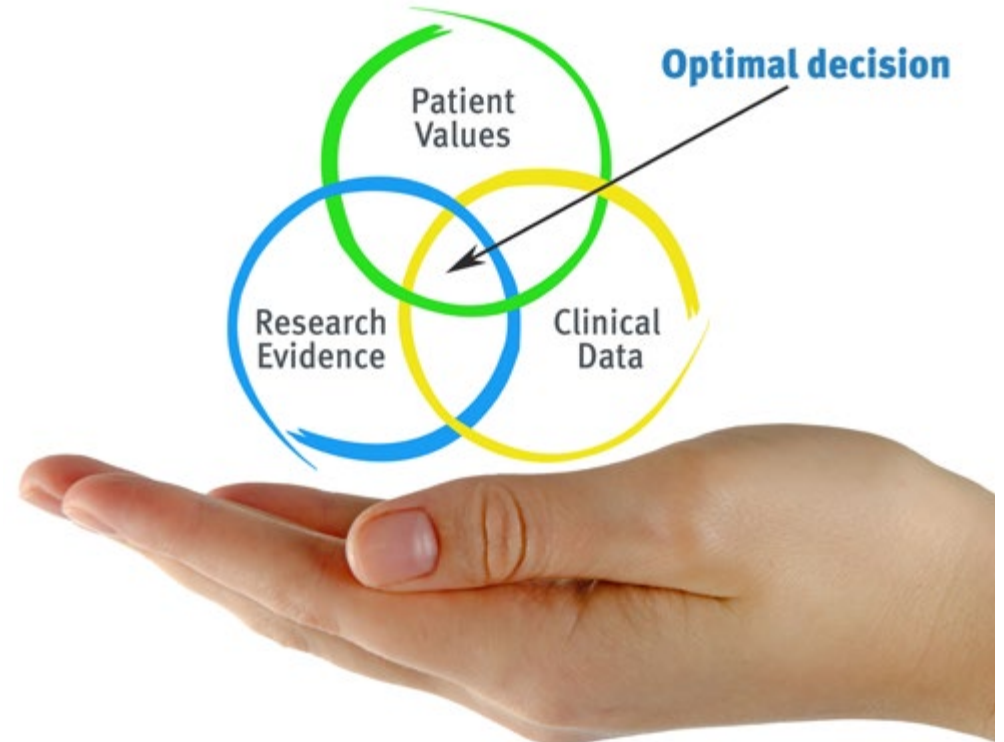 Optimal decision
Patient
Values
Research
Evidence
Clinical
Data